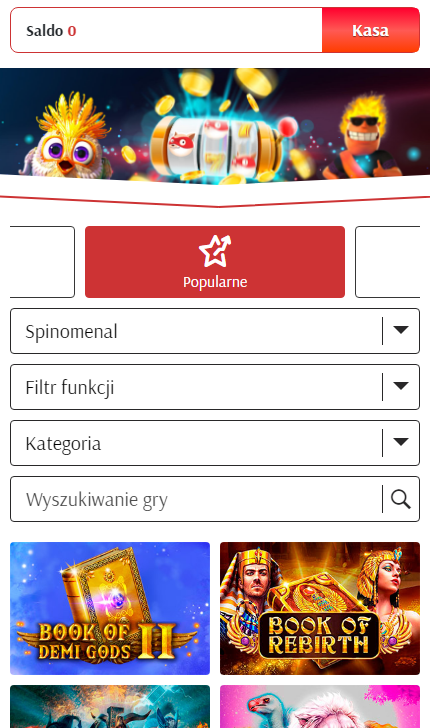 Saldo 0
Kasa
Popularne
Spinomenal
Filtr funkcji
Kategoria
Wyszukiwanie gry
BOOK OF
DEMI GODS II
BOOK OF
REBIRTH